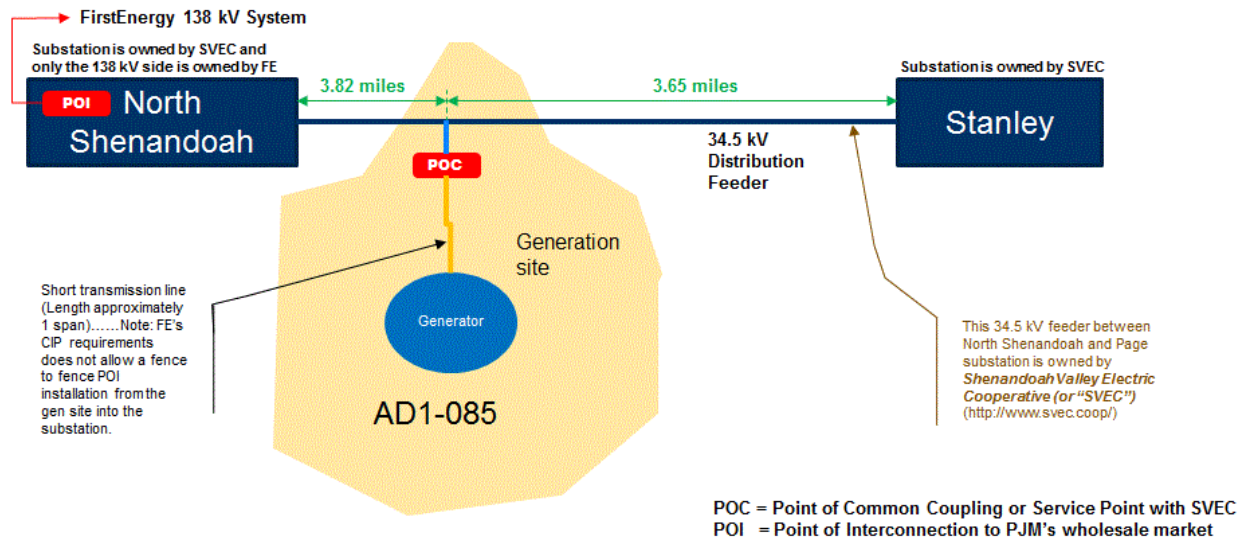 FirstEnergy 138 kV System
Substation is owned by SVEC and
only the 138 kV side is owned by FE
POI
North
Shenandoah
3.82 miles
3.65 miles
Substation is owned by SVEC
Stanley
34.5 kV
Distribution
Feeder
POC
Generation
site
Generator
AD1-085
Short transmission line
(Length approximately
1 span)......Note: FE's
CIP requirements
does not allow a fence
to fence POI
installation from the
gen site into the
substation.
This 34.5 kV feeder between
North Shenandoah and Page
substation is owned by
Shenandoah Valley Electric
Cooperative (or “SVEC”)
(http://www.svec.coop/)
POC = Point of Common Coupling or Service Point with SVEC
POI = Point of Interconnection to PJM's wholesale market